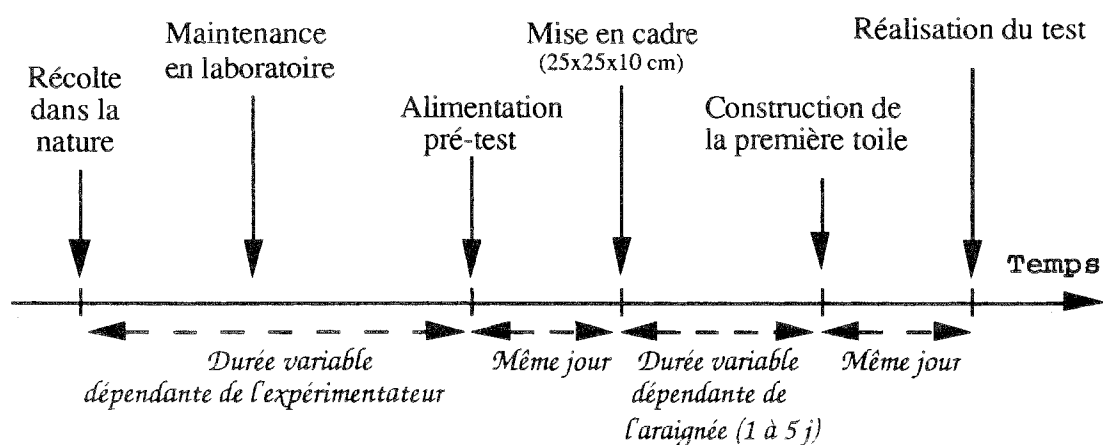 Récolte
dans la
nature
Maintenance
en laboratoire
Alimentation
pré-test
Mise en cadre
(25x25x10 cm)
Construction de
la première toile
Réalisation du test
Temps
Durée variable
dépendante de l'expérimentateur
Même jour
Durée variable
dépendante de
l'araignée (1 à 5 j)
Même jour